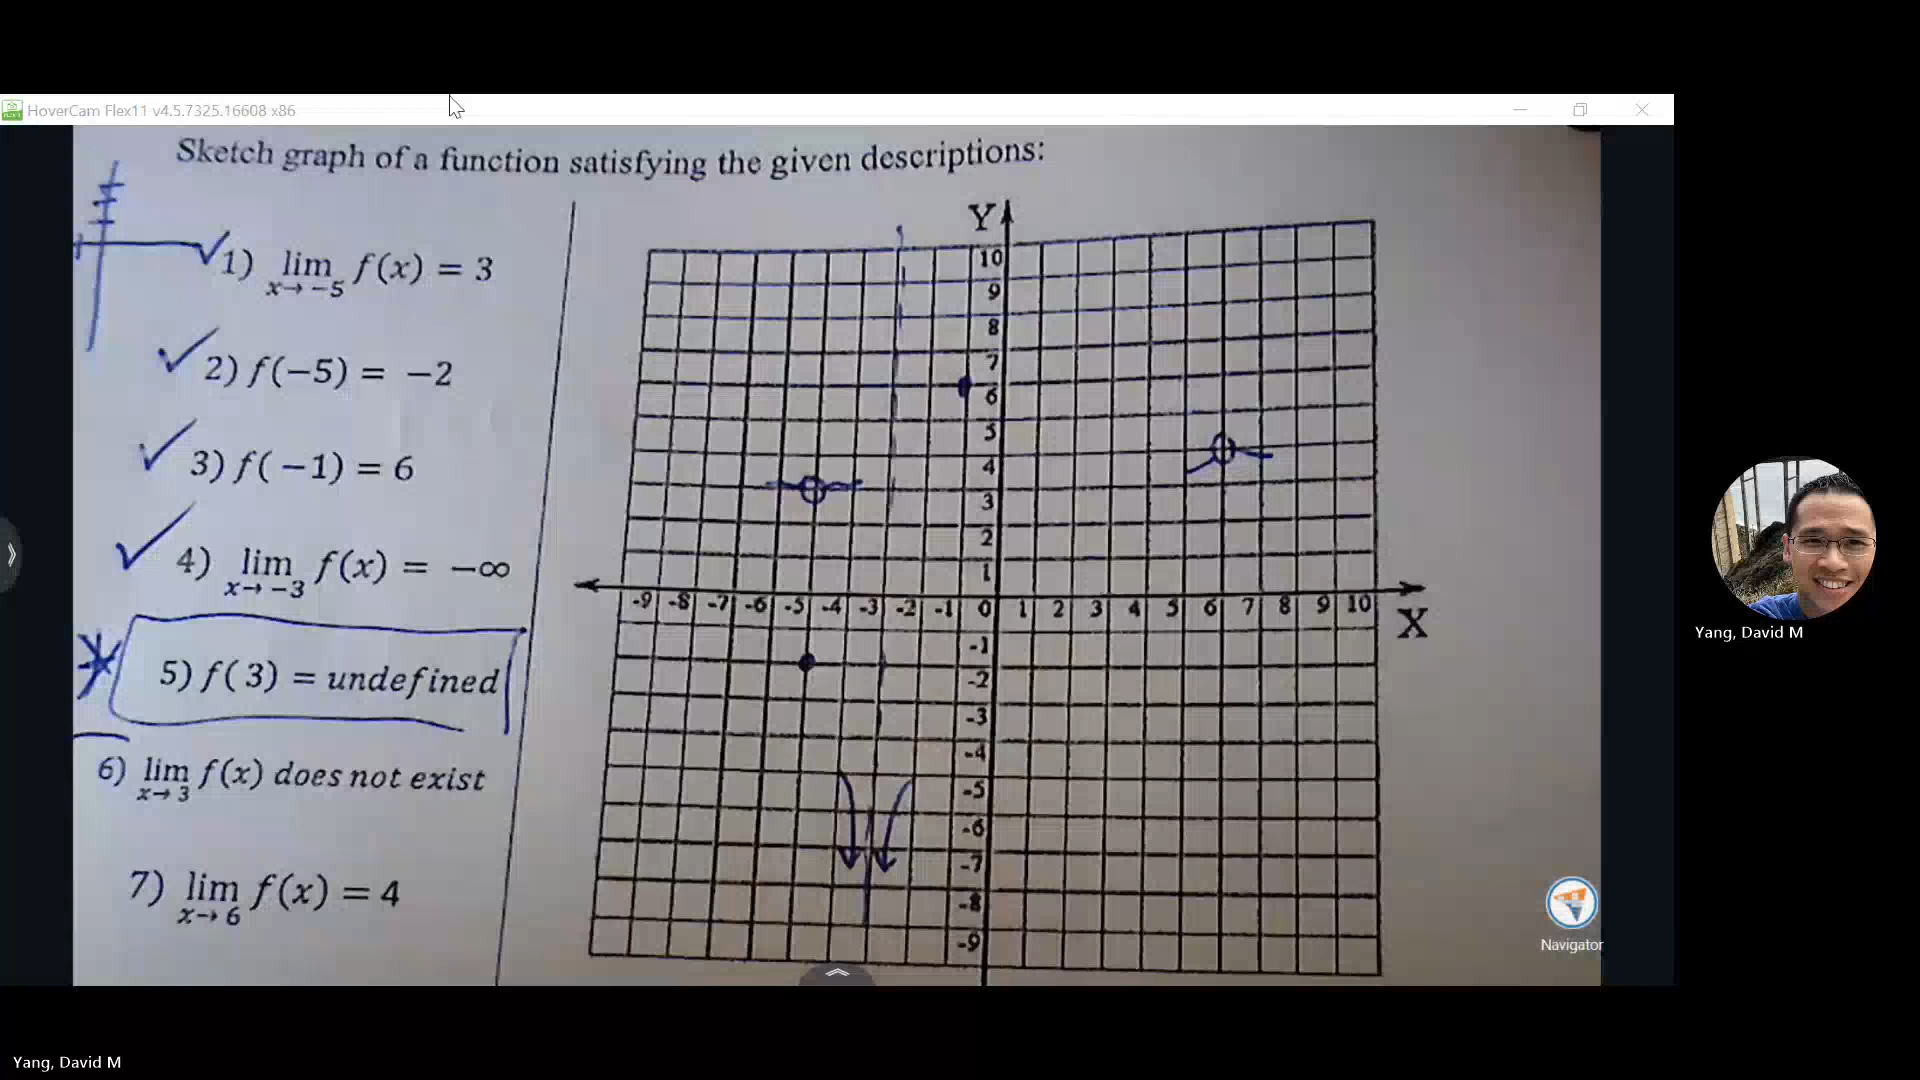 HoverCam Flex11 v4.5.7325.16608 x86
Sketch graph of a function satisfying the given descriptions:
1) lim x→ −5 f(x) = 3
2) f(−5) = −2
3) f(−1) = 6
4) lim x→ −3 f(x) = −∞
5) f(3) = undefined
6) lim x→ 3 f(x) does not exist
7) lim x→ 6 f(x) = 4
Y
10
9
8
7
6
5
4
3
2
1
-9 -8 -7 -6 -5 -4 -3 -2 -1 0 1 2 3 4 5 6 7 8 9 10
X
-1
-2
-3
-4
-5
-6
-7
-8
-9
Navigator
Yang, David M
Yang, David M